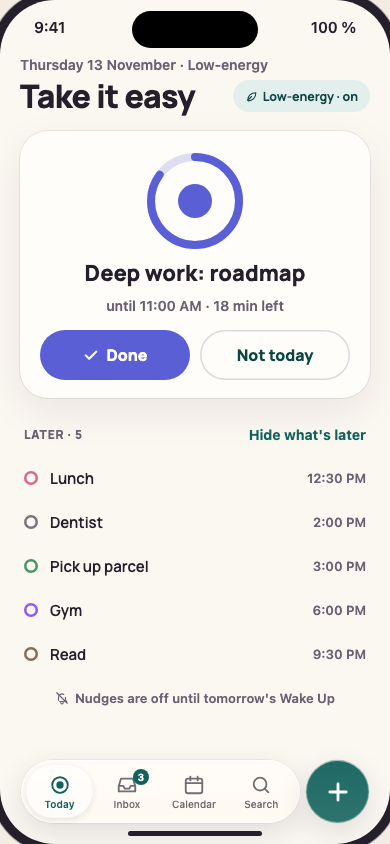 9:41
100 %
Thursday 13 November · Low-energy
Take it easy
Low-energy · on
Deep work: roadmap
until 11:00 AM · 18 min left
Done
Not today
LATER · 5
Hide what's later
Lunch
12:30 PM
Dentist
2:00 PM
Pick up parcel
3:00 PM
Gym
6:00 PM
Read
9:30 PM
Nudges are off until tomorrow's Wake Up
3
Today
Inbox
Calendar
Search